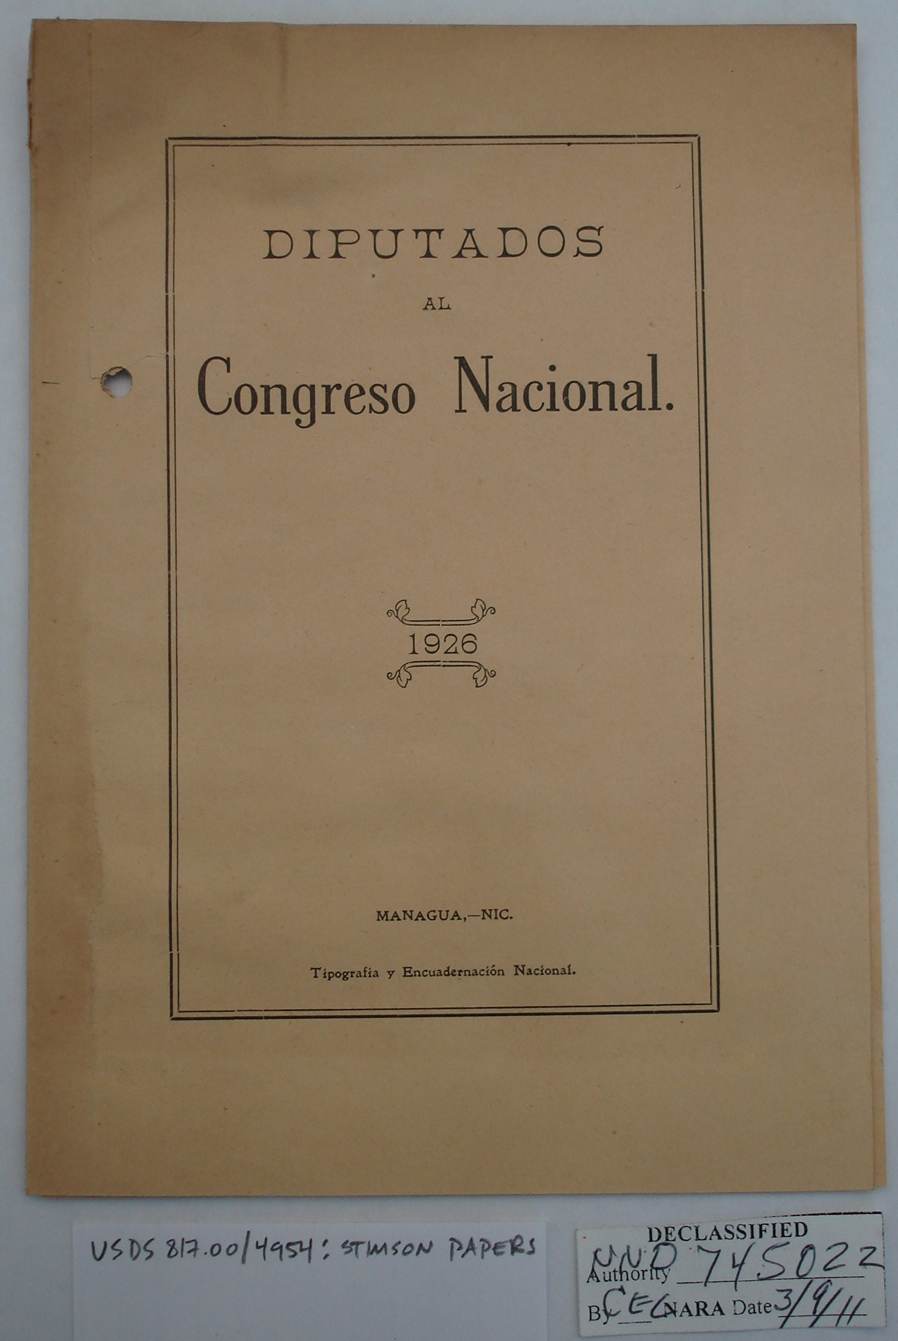 DIPUTADOS
AL
Congreso Nacional.
1926
MANAGUA,—NIC.
Tipografía y Encuadernación Nacional.
USDS 817.00/4954: STIMSON PAPERS
DECLASSIFIED
Authority NND 745022
By CEC NARA Date 3/9/11